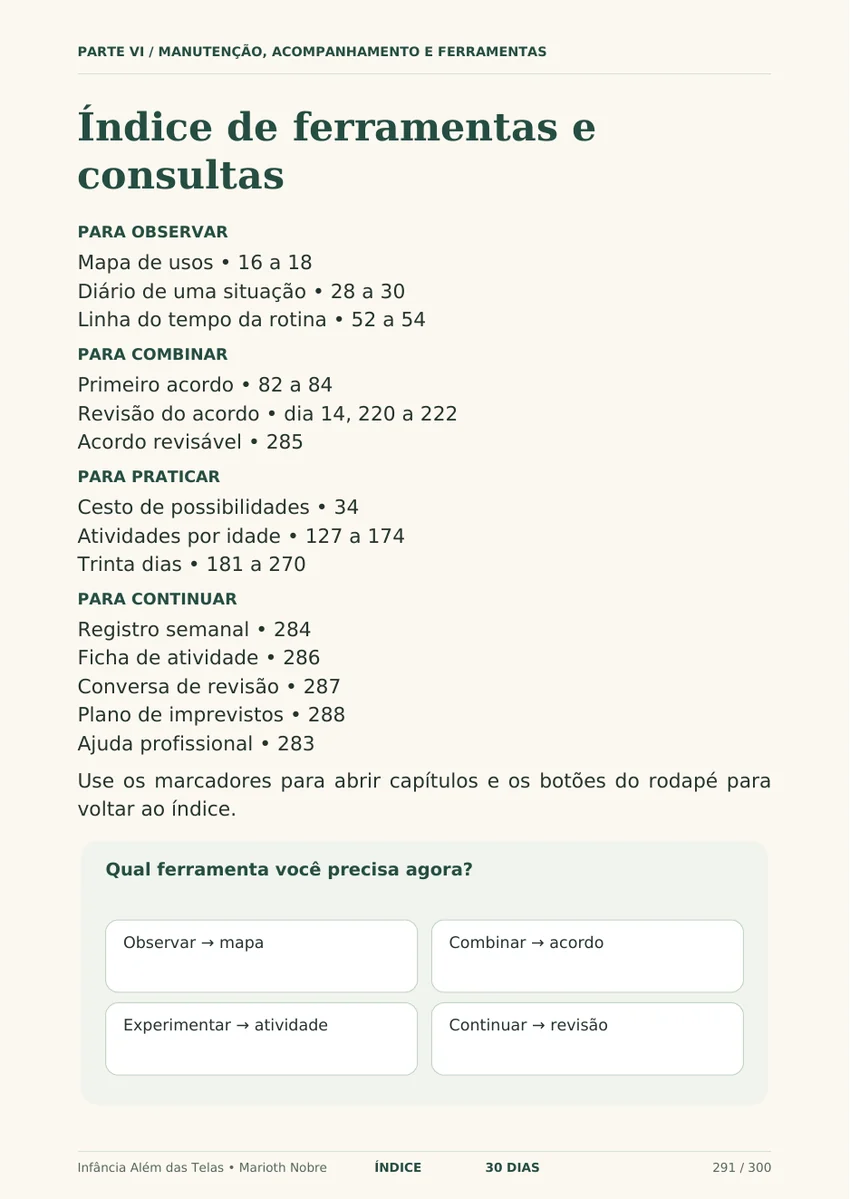 PARTE VI / MANUTENÇÃO, ACOMPANHAMENTO E FERRAMENTAS
Índice de ferramentas e
consultas
PARA OBSERVAR
Mapa de usos • 16 a 18
Diário de uma situação • 28 a 30
Linha do tempo da rotina • 52 a 54
PARA COMBINAR
Primeiro acordo • 82 a 84
Revisão do acordo • dia 14, 220 a 222
Acordo revisável • 285
PARA PRATICAR
Cesto de possibilidades • 34
Atividades por idade • 127 a 174
Trinta dias • 181 a 270
PARA CONTINUAR
Registro semanal • 284
Ficha de atividade • 286
Conversa de revisão • 287
Plano de imprevistos • 288
Ajuda profissional • 283
Use os marcadores para abrir capítulos e os botões do rodapé para
voltar ao índice.
Qual ferramenta você precisa agora?
Observar → mapa
Combinar → acordo
Experimentar → atividade
Continuar → revisão
Infância Além das Telas • Marioth Nobre ÍNDICE 30 DIAS 291 / 300